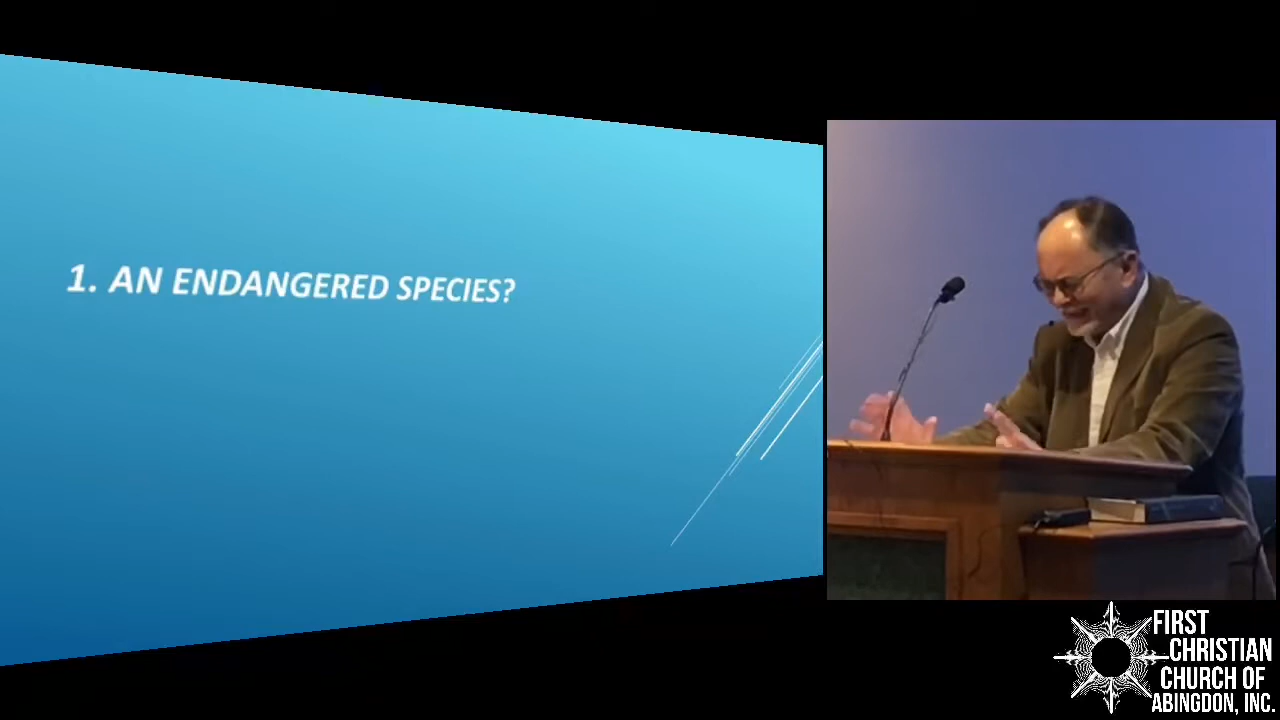 1. AN ENDANGERED SPECIES?
FIRST
CHRISTIAN
CHURCH OF
ABINGDON, INC.